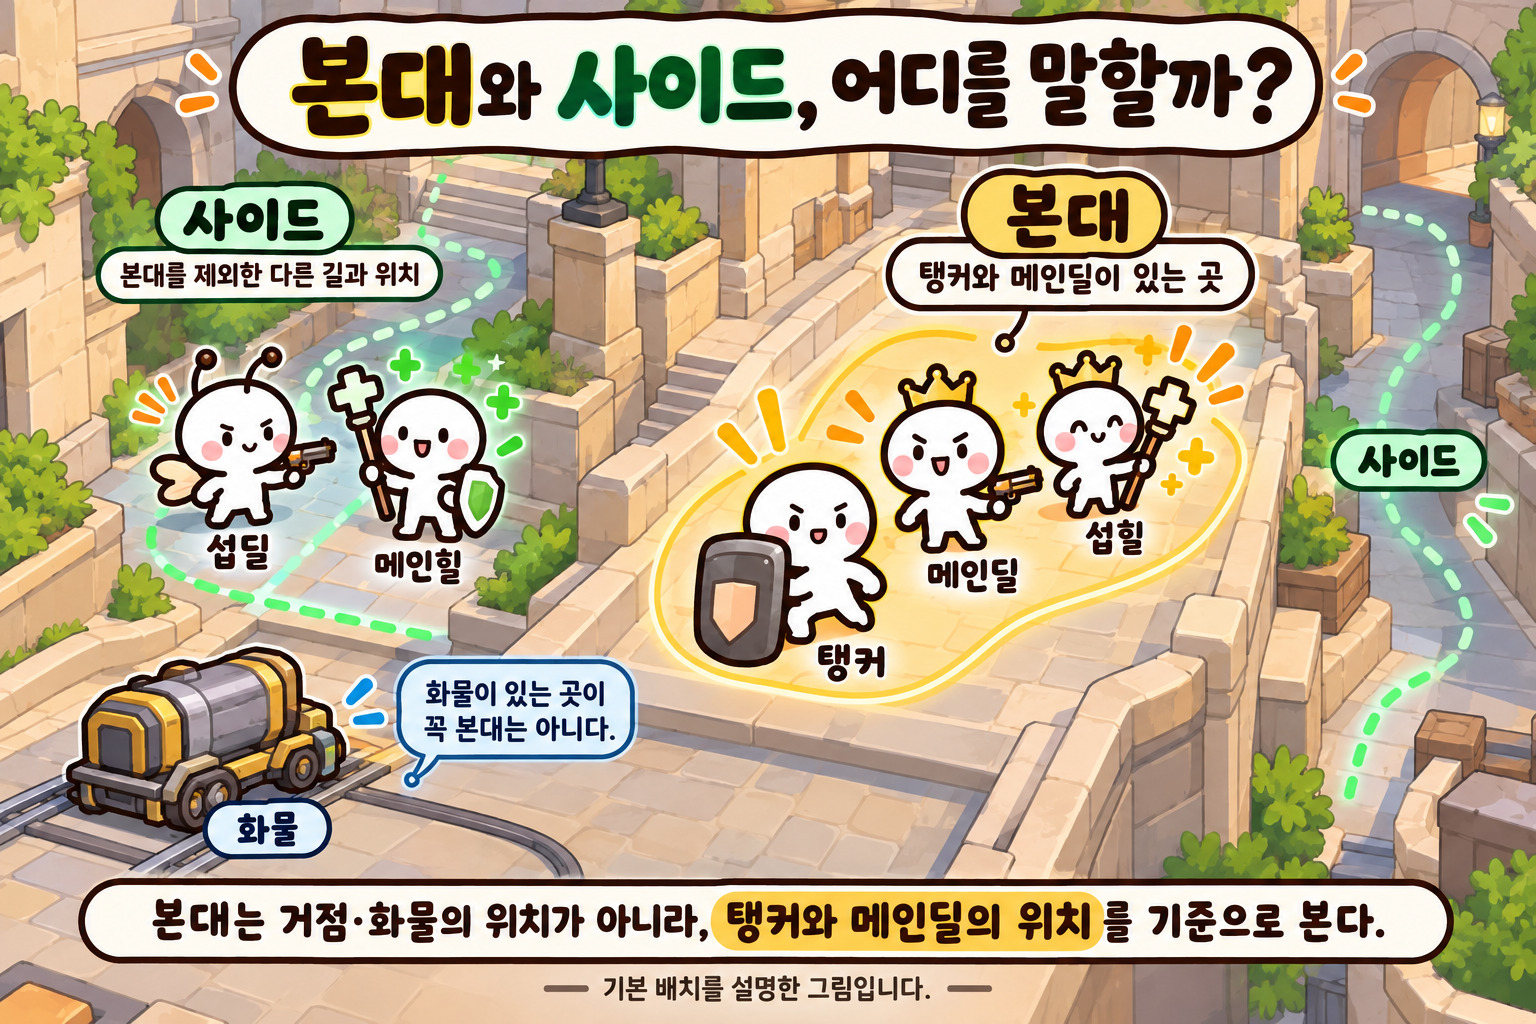 본대와 사이드, 어디를 말할까?
사이드
본대를 제외한 다른 길과 위치
본대
탱커와 메인딜이 있는 곳
섭딜
메인힐
탱커
메인딜
섭힐
사이드
화물이 있는 곳이
꼭 본대는 아니다.
화물
본대는 거점·화물의 위치가 아니라, 탱커와 메인딜의 위치를 기준으로 본다.
기본 배치를 설명한 그림입니다.